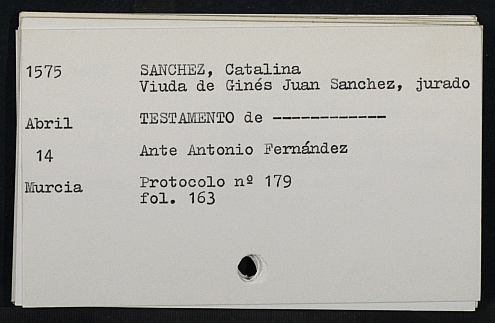 1575 SANCHEZ, Catalina
Viuda de Ginés Juan Sanchez, jurado
Abril TESTAMENTO de ------------
14 Ante Antonio Fernández
Murcia Protocolo nº 179
fol. 163